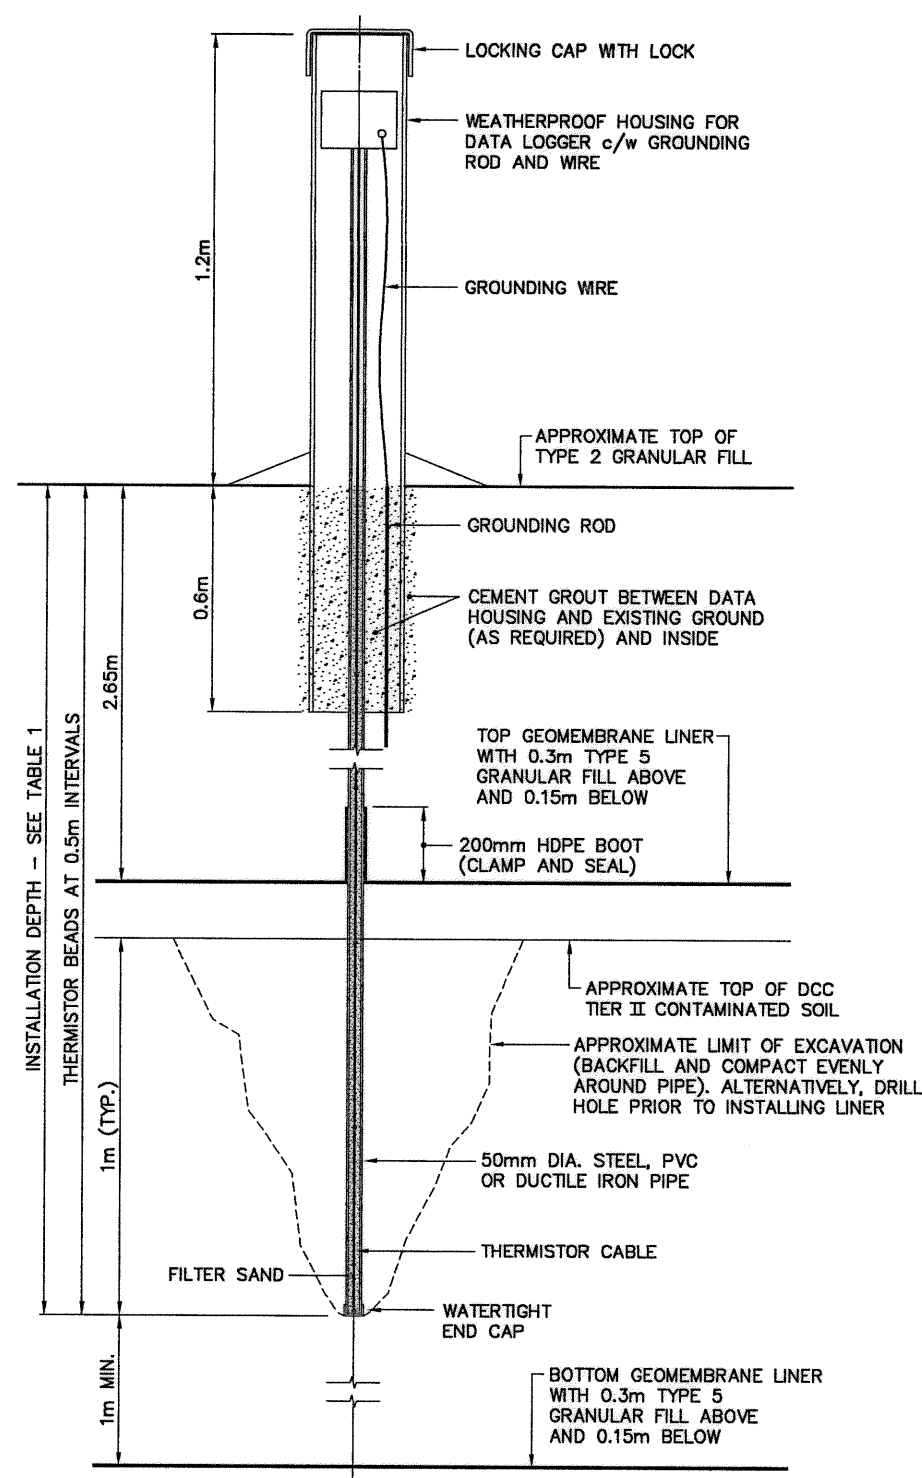 LOCKING CAP WITH LOCK
WEATHERPROOF HOUSING FOR
DATA LOGGER c/w GROUNDING
ROD AND WIRE
1.2m
GROUNDING WIRE
APPROXIMATE TOP OF
TYPE 2 GRANULAR FILL
GROUNDING ROD
0.6m
CEMENT GROUT BETWEEN DATA
HOUSING AND EXISTING GROUND
(AS REQUIRED) AND INSIDE
2.65m
TOP GEOMEMBRANE LINER
WITH 0.3m TYPE 5
GRANULAR FILL ABOVE
AND 0.15m BELOW
INSTALLATION DEPTH – SEE TABLE 1
THERMISTOR BEADS AT 0.5m INTERVALS
200mm HDPE BOOT
(CLAMP AND SEAL)
APPROXIMATE TOP OF DCC
TIER II CONTAMINATED SOIL
APPROXIMATE LIMIT OF EXCAVATION
(BACKFILL AND COMPACT EVENLY
AROUND PIPE). ALTERNATIVELY, DRILL
HOLE PRIOR TO INSTALLING LINER
1m (TYP.)
50mm DIA. STEEL, PVC
OR DUCTILE IRON PIPE
THERMISTOR CABLE
FILTER SAND
WATERTIGHT
END CAP
1m MIN.
BOTTOM GEOMEMBRANE LINER
WITH 0.3m TYPE 5
GRANULAR FILL ABOVE
AND 0.15m BELOW